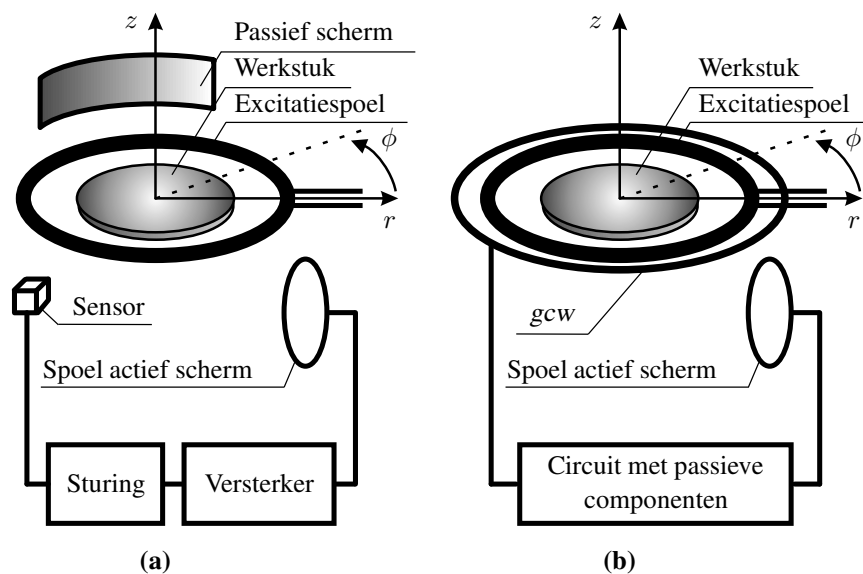 z
Passief scherm
Werkstuk
Excitatiespoel
ϕ
r
Sensor
Spoel actief scherm
Sturing
Versterker
(a)
z
Werkstuk
Excitatiespoel
ϕ
r
gcw
Spoel actief scherm
Circuit met passieve
componenten
(b)